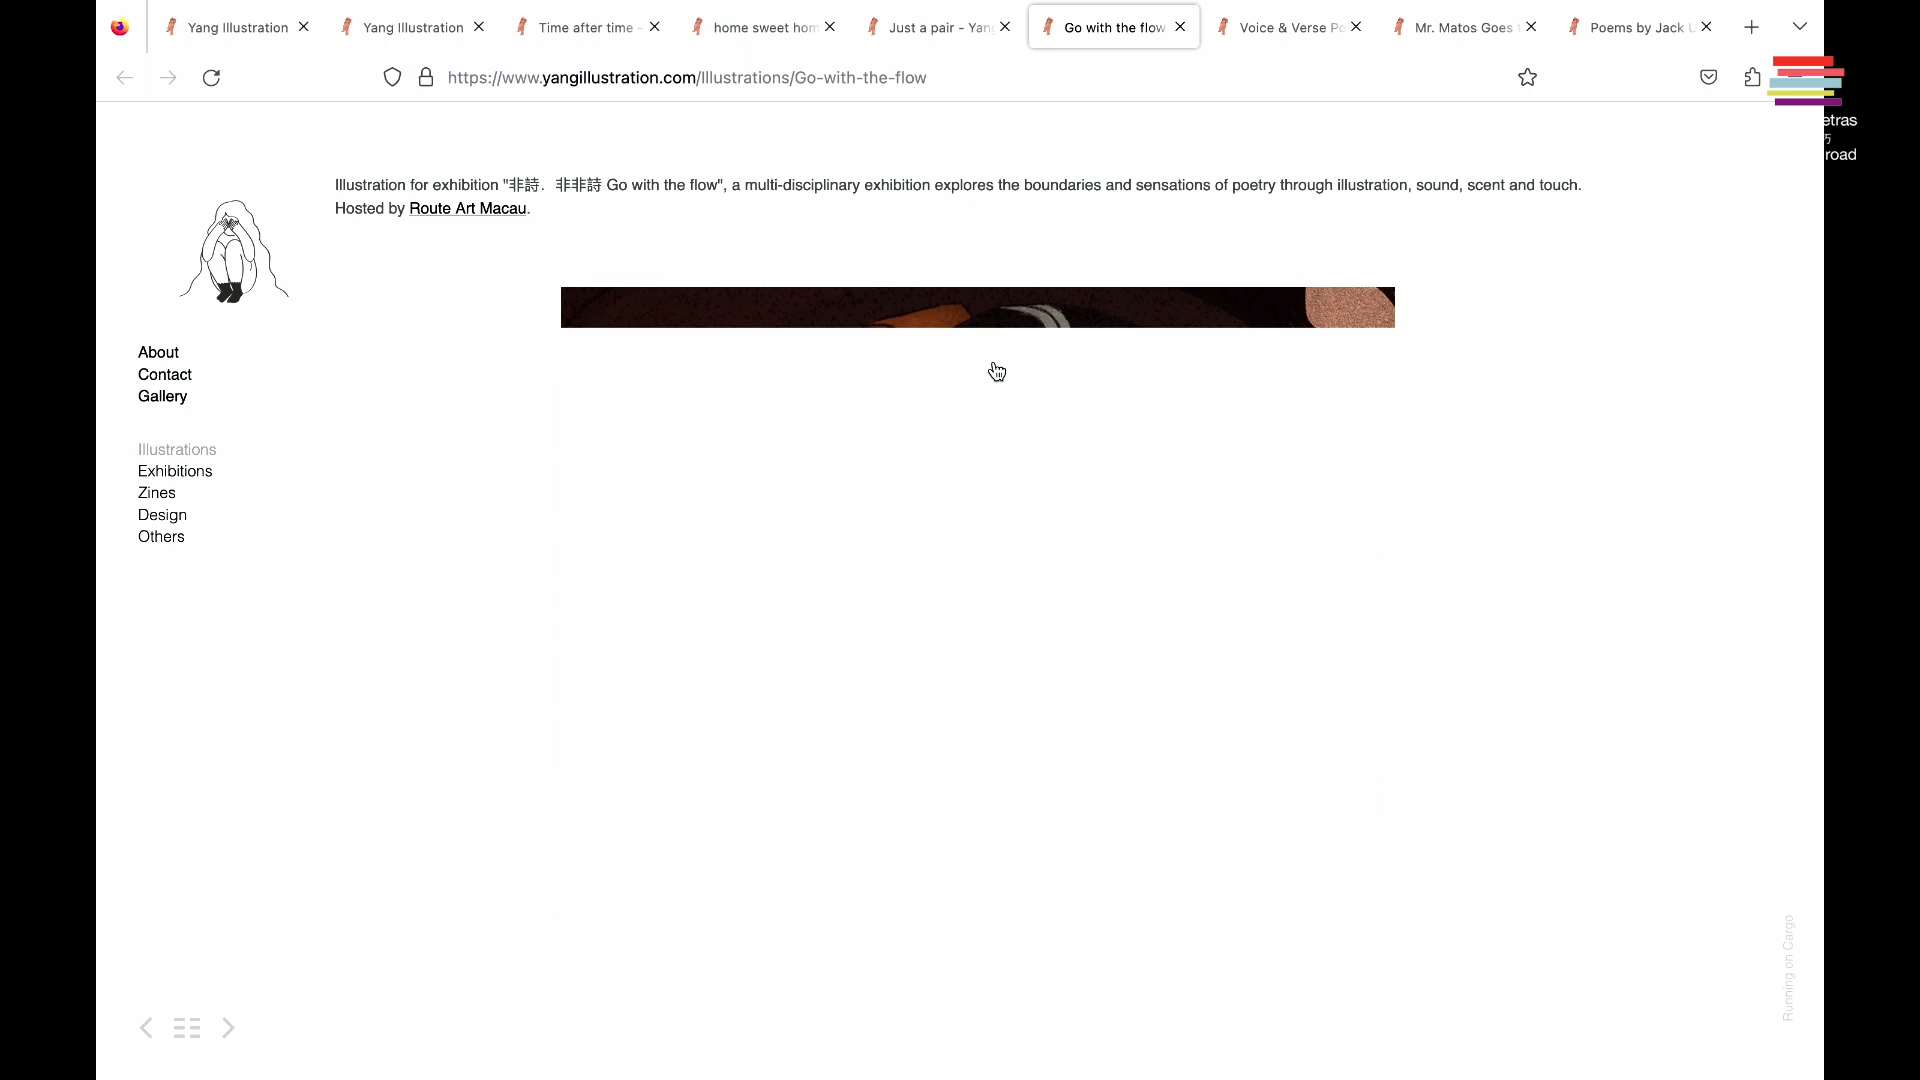 Yang Illustration
Yang Illustration
Time after time -
home sweet hom
Just a pair - Yang
Go with the flow
Voice & Verse Po
Mr. Matos Goes t
Poems by Jack U
https://www.yangillustration.com/Illustrations/Go-with-the-flow
etras
巧
road
Illustration for exhibition "非詩．非非詩 Go with the flow", a multi-disciplinary exhibition explores the boundaries and sensations of poetry through illustration, sound, scent and touch.
Hosted by Route Art Macau.
About
Contact
Gallery
Illustrations
Exhibitions
Zines
Design
Others
Running on Cargo